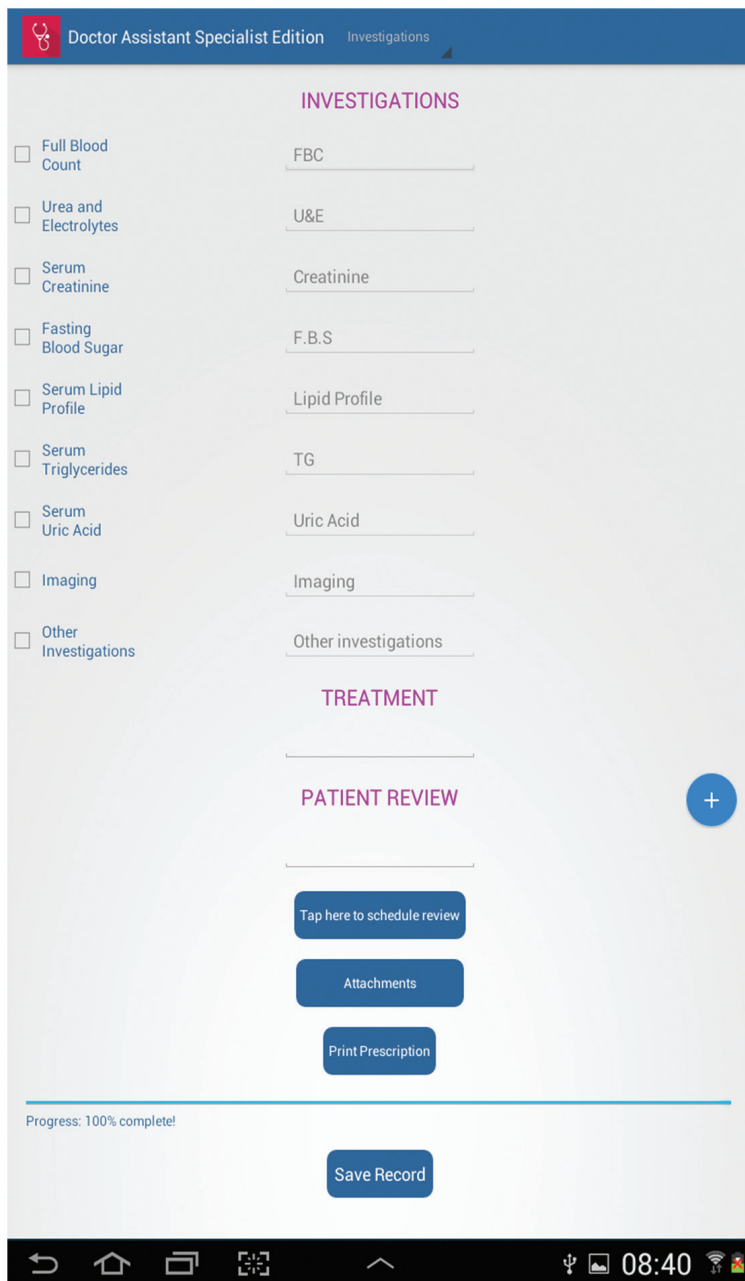 Doctor Assistant Specialist Edition Investigations
INVESTIGATIONS
Full Blood
Count
FBC
Urea and
Electrolytes
U&E
Serum
Creatinine
Creatinine
Fasting
Blood Sugar
F.B.S
Serum Lipid
Profile
Lipid Profile
Serum
Triglycerides
TG
Serum
Uric Acid
Uric Acid
Imaging
Imaging
Other
Investigations
Other investigations
TREATMENT
PATIENT REVIEW
+
Tap here to schedule review
Attachments
Print Prescription
Progress: 100% complete!
Save Record
08:40